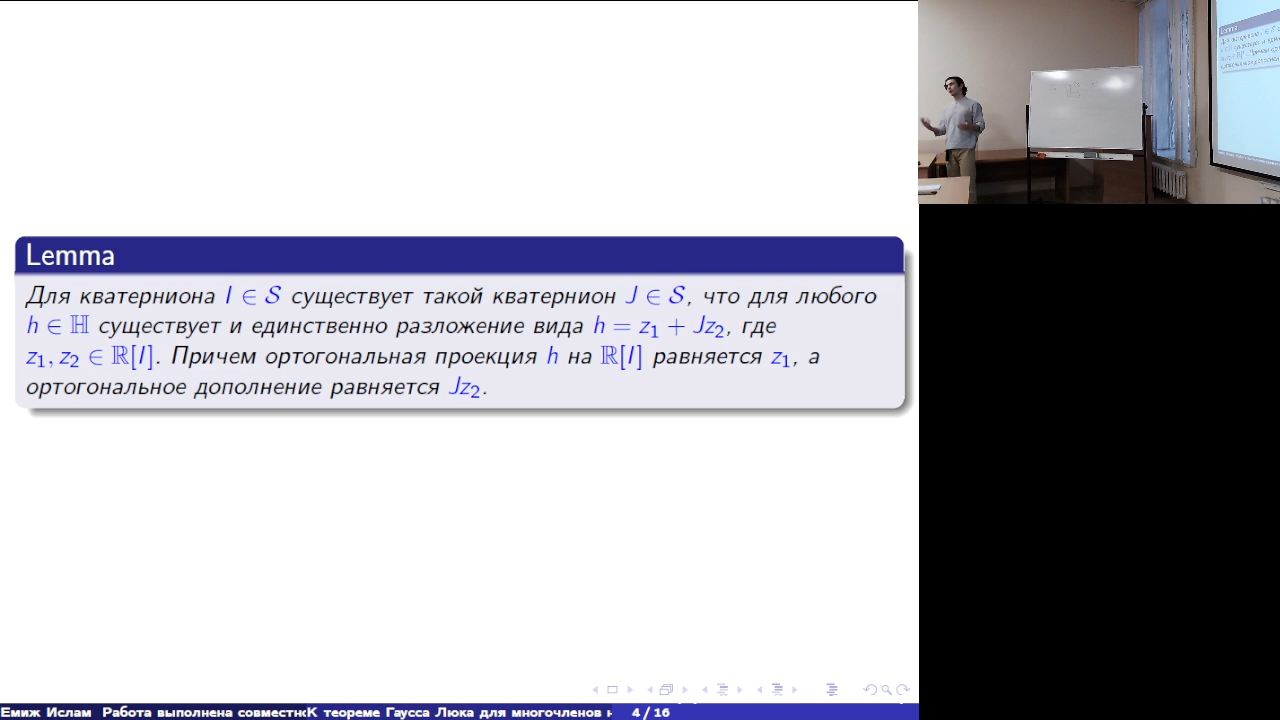 Lemma
Для кватерниона I ∈ S существует такой кватернион J ∈ S, что для любого
h ∈ ℍ существует и единственно разложение вида h = z₁ + Jz₂, где
z₁, z₂ ∈ ℝ[I]. Причем ортогональная проекция h на ℝ[I] равняется z₁, а
ортогональное дополнение равняется Jz₂.
Емиж Ислам Работа выполнена совместно К теореме Гаусса Люка для многочленов 4 / 16